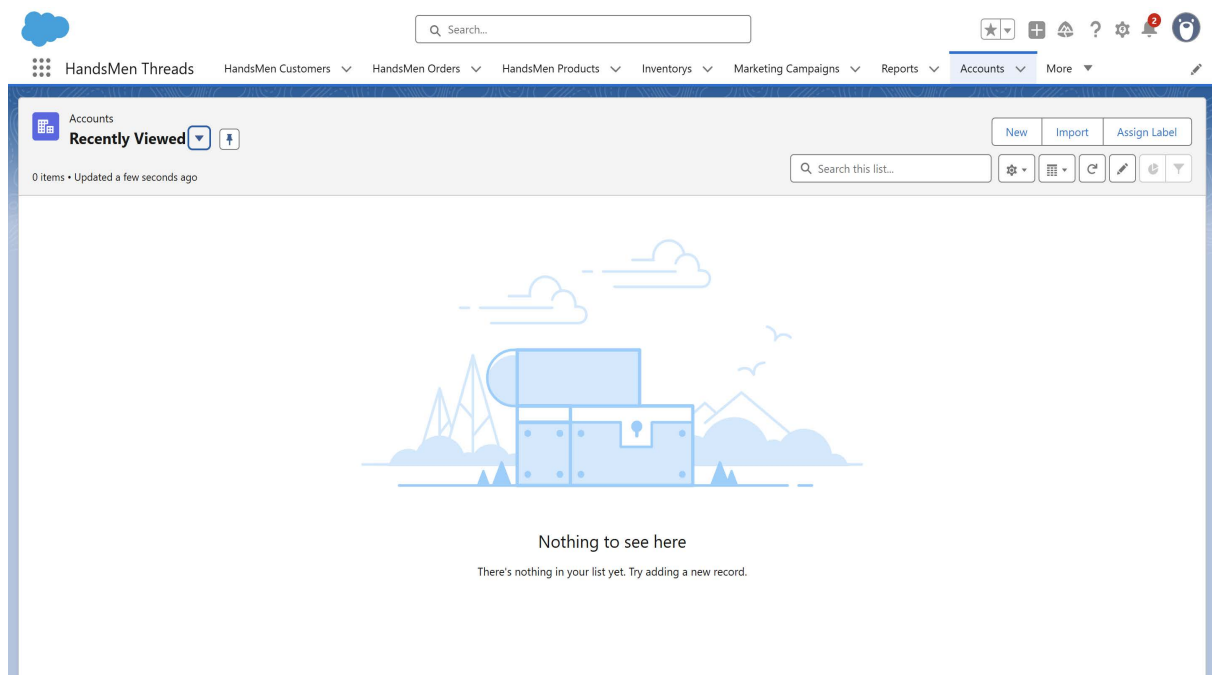 Search...
2
HandsMen Threads HandsMen Customers HandsMen Orders HandsMen Products Inventorys Marketing Campaigns Reports Accounts More
Accounts
Recently Viewed
New Import Assign Label
0 items • Updated a few seconds ago
Search this list...
Nothing to see here
There's nothing in your list yet. Try adding a new record.